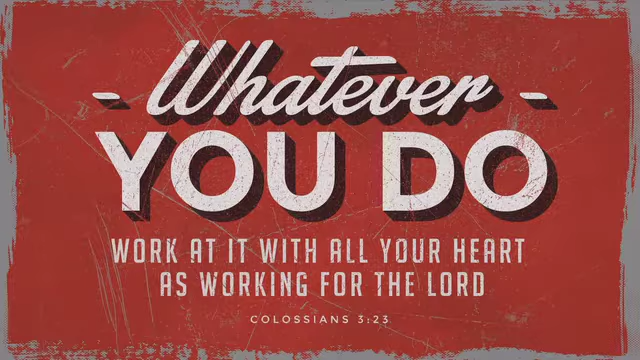 - Whatever -
YOU DO
WORK AT IT WITH ALL YOUR HEART
AS WORKING FOR THE LORD
COLOSSIANS 3:23